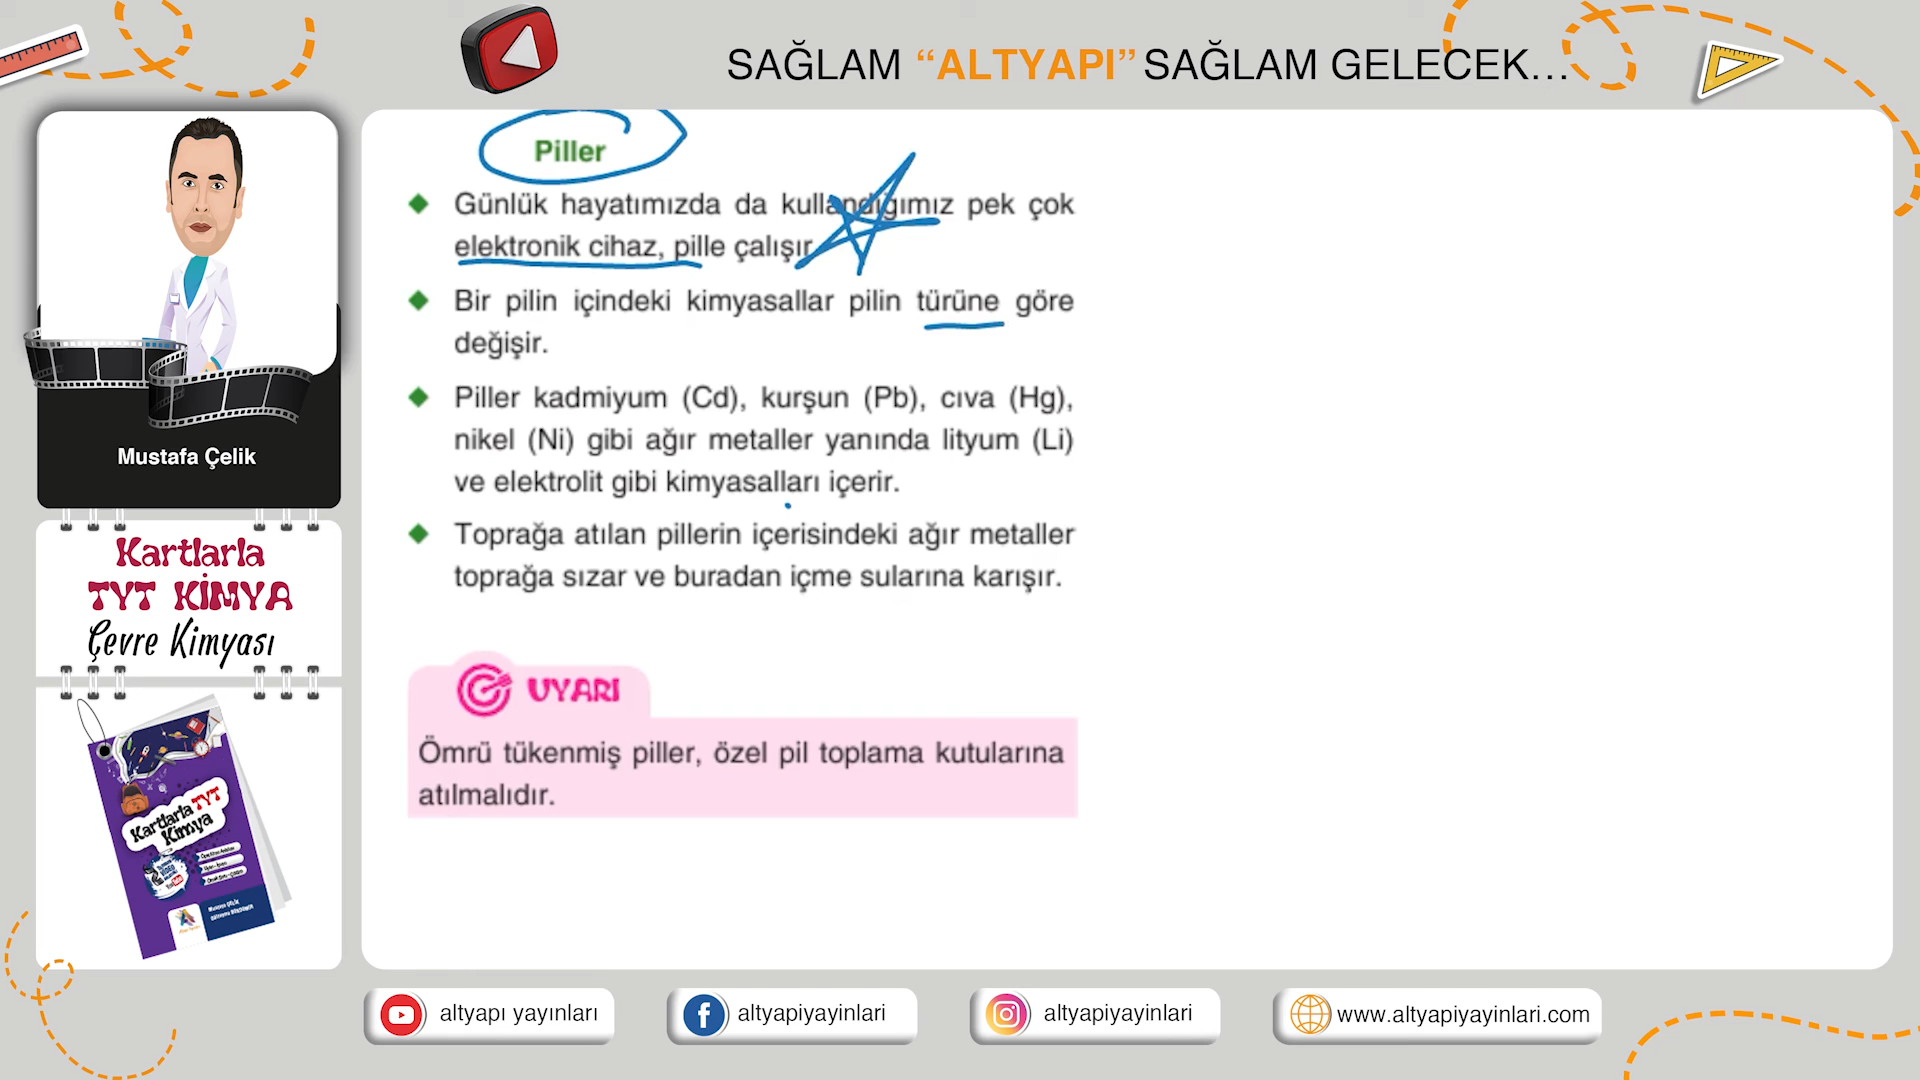 SAĞLAM “ALTYAPI” SAĞLAM GELECEK...
Mustafa Çelik
Kartlarla
TYT KİMYA
Çevre Kimyası
Kartlarla TYT
Kimya
Piller
Günlük hayatımızda da kullandığımız pek çok
elektronik cihaz, pille çalışır
Bir pilin içindeki kimyasallar pilin türüne göre
değişir.
Piller kadmiyum (Cd), kurşun (Pb), cıva (Hg),
nikel (Ni) gibi ağır metaller yanında lityum (Li)
ve elektrolit gibi kimyasalları içerir.
Toprağa atılan pillerin içerisindeki ağır metaller
toprağa sızar ve buradan içme sularına karışır.
UYARI
Ömrü tükenmiş piller, özel pil toplama kutularına
atılmalıdır.
altyapı yayınları
altyapiyayinlari
altyapiyayinlari
www.altyapiyayinlari.com